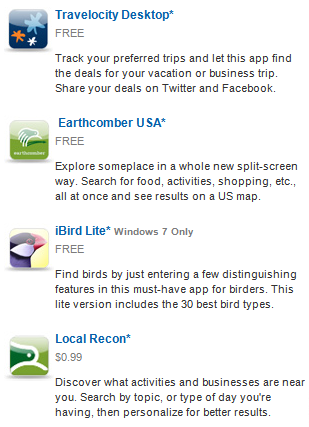 Travelocity Desktop*
FREE
Track your preferred trips and let this app find
the deals for your vacation or business trip.
Share your deals on Twitter and Facebook.
earthcomber
Earthcomber USA*
FREE
Explore someplace in a whole new split-screen
way. Search for food, activities, shopping, etc.,
all at once and see results on a US map.
iBird Lite* Windows 7 Only
FREE
Find birds by just entering a few distinguishing
features in this must-have app for birders. This
lite version includes the 30 best bird types.
Local Recon*
$0.99
Discover what activities and businesses are near
you. Search by topic, or type of day you're
having, then personalize for better results.